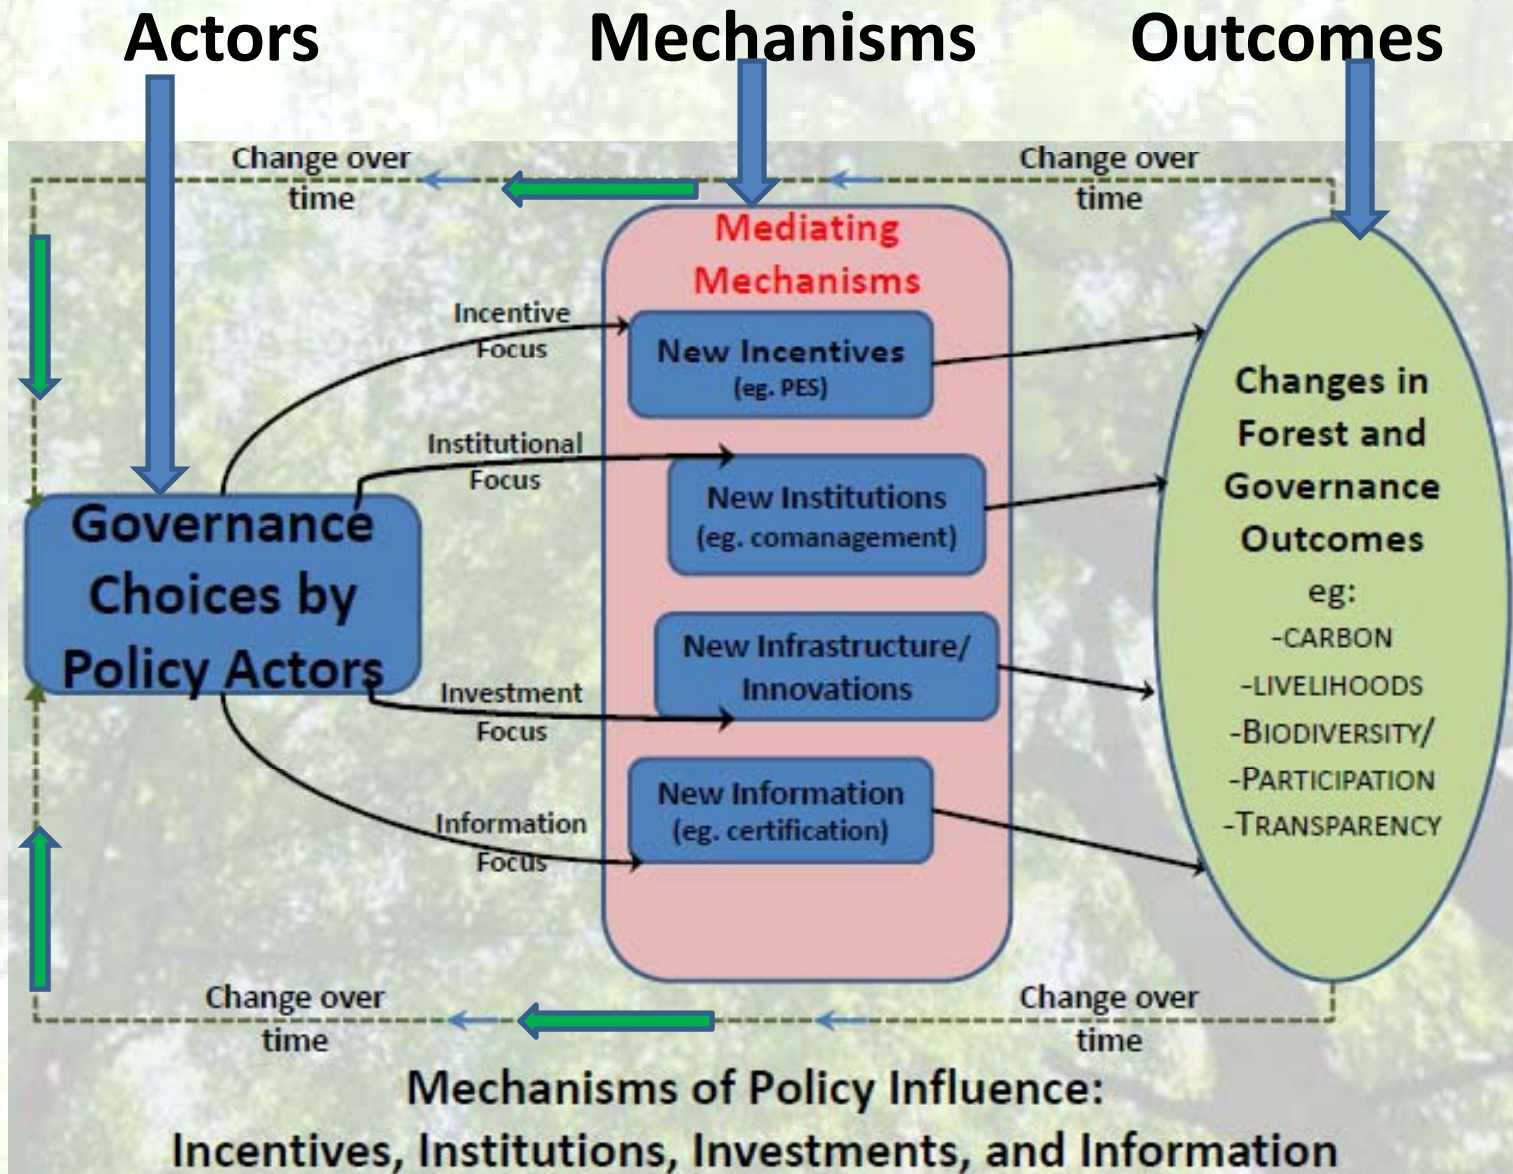 Actors
Mechanisms
Outcomes
Change over
time
Change over
time
Mediating
Mechanisms
Incentive
Focus
New Incentives
(eg. PES)
Institutional
Focus
New Institutions
(eg. comanagement)
Governance
Choices by
Policy Actors
Investment
Focus
New Infrastructure/
Innovations
Information
Focus
New Information
(eg. certification)
Changes in
Forest and
Governance
Outcomes
eg:
-CARBON
-LIVELIHOODS
-BIODIVERSITY/
-PARTICIPATION
-TRANSPARENCY
Change over
time
Change over
time
Mechanisms of Policy Influence:
Incentives, Institutions, Investments, and Information